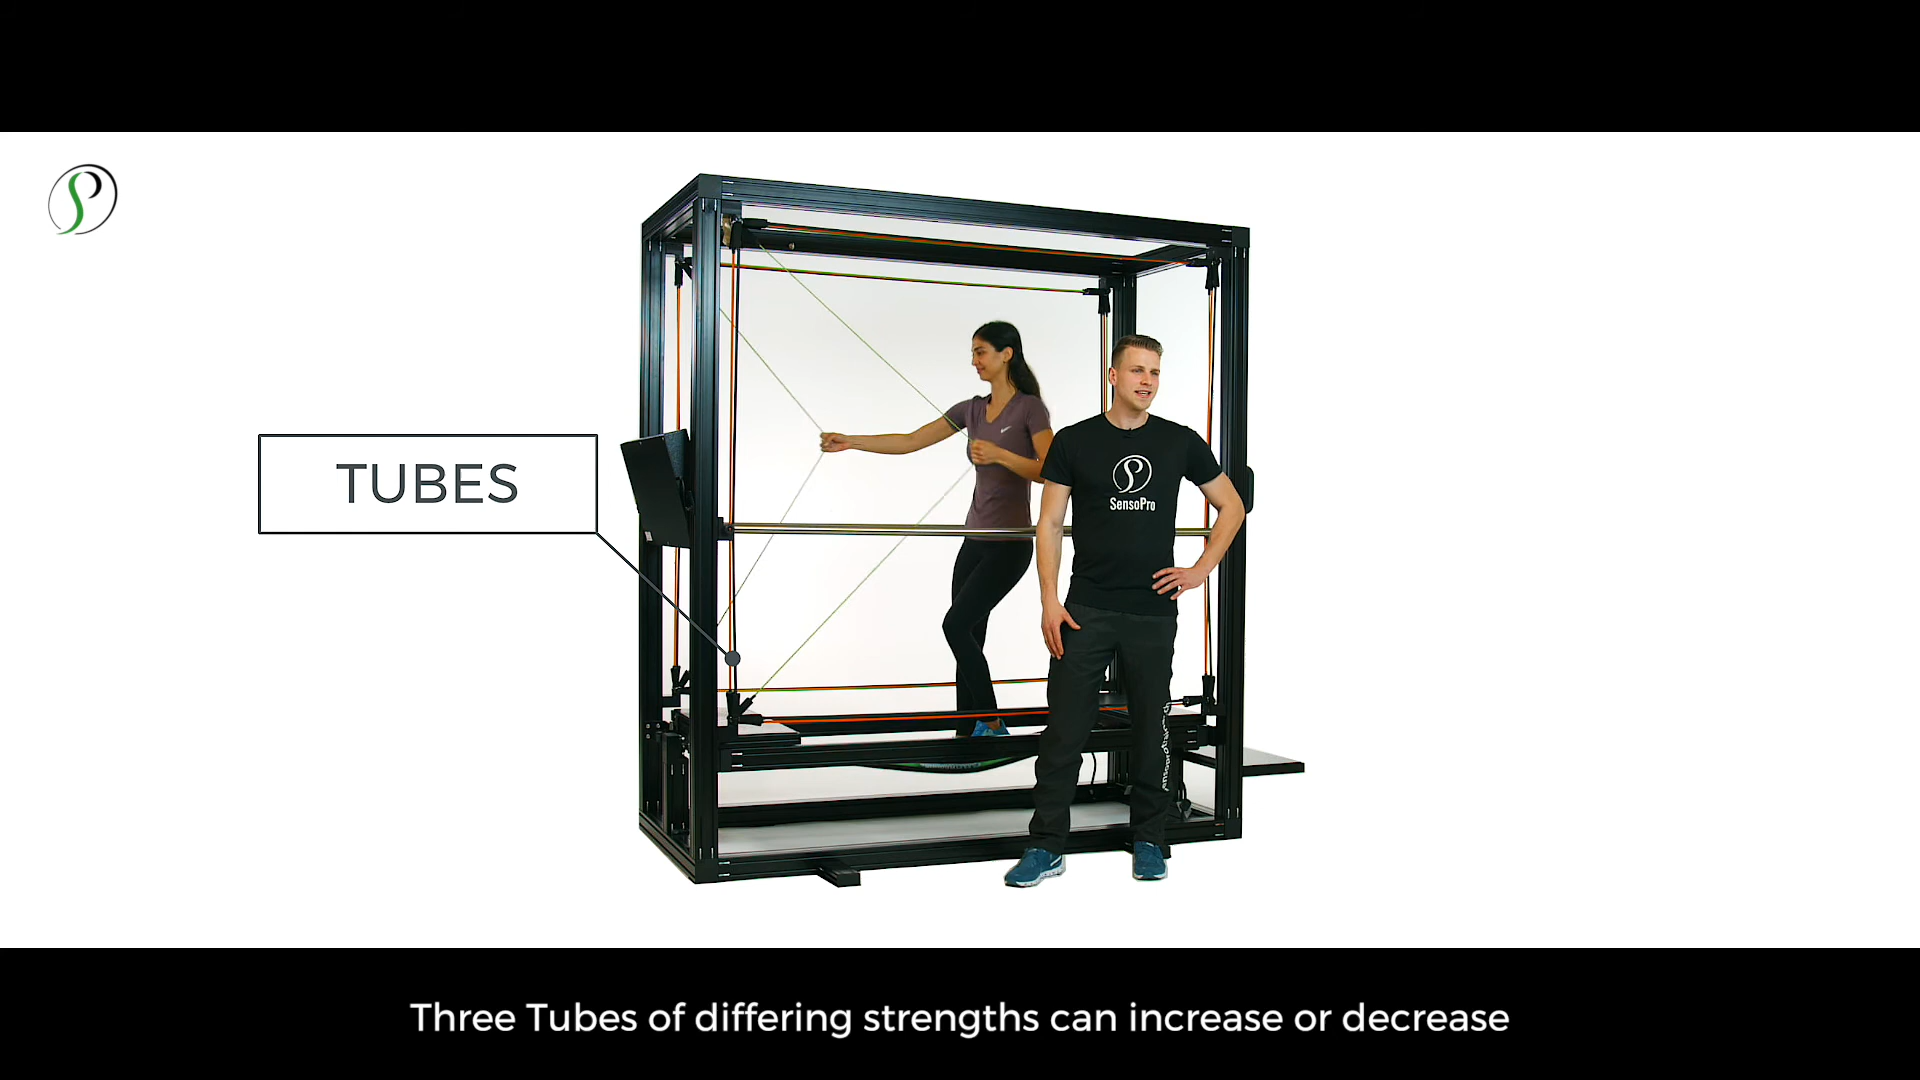 TUBES
SensoPro
Three Tubes of differing strengths can increase or decrease